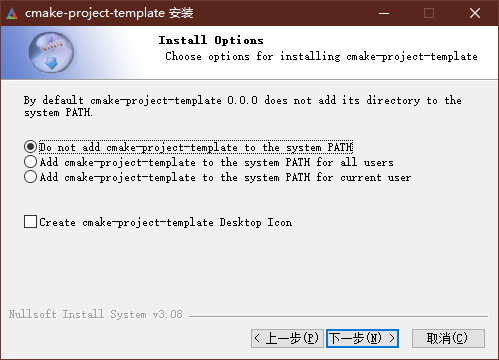 cmake-project-template 安装
Install Options
Choose options for installing cmake-project-template
By default cmake-project-template 0.0.0 does not add its directory to the
system PATH.
Do not add cmake-project-template to the system PATH
Add cmake-project-template to the system PATH for all users
Add cmake-project-template to the system PATH for current user
Create cmake-project-template Desktop Icon
Nullsoft Install System v3.08
< 上一步(P) 下一步(N) > 取消(C)